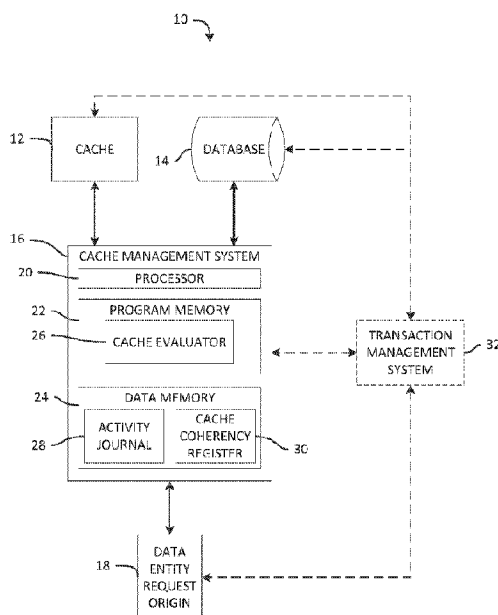 10
12
CACHE
14
DATABASE
16
CACHE MANAGEMENT SYSTEM
20
PROCESSOR
22
PROGRAM MEMORY
26
CACHE EVALUATOR
24
DATA MEMORY
28
ACTIVITY
JOURNAL
CACHE
COHERENCY
REGISTER
30
TRANSACTION
MANAGEMENT
SYSTEM
32
18
DATA
ENTITY
REQUEST
ORIGIN